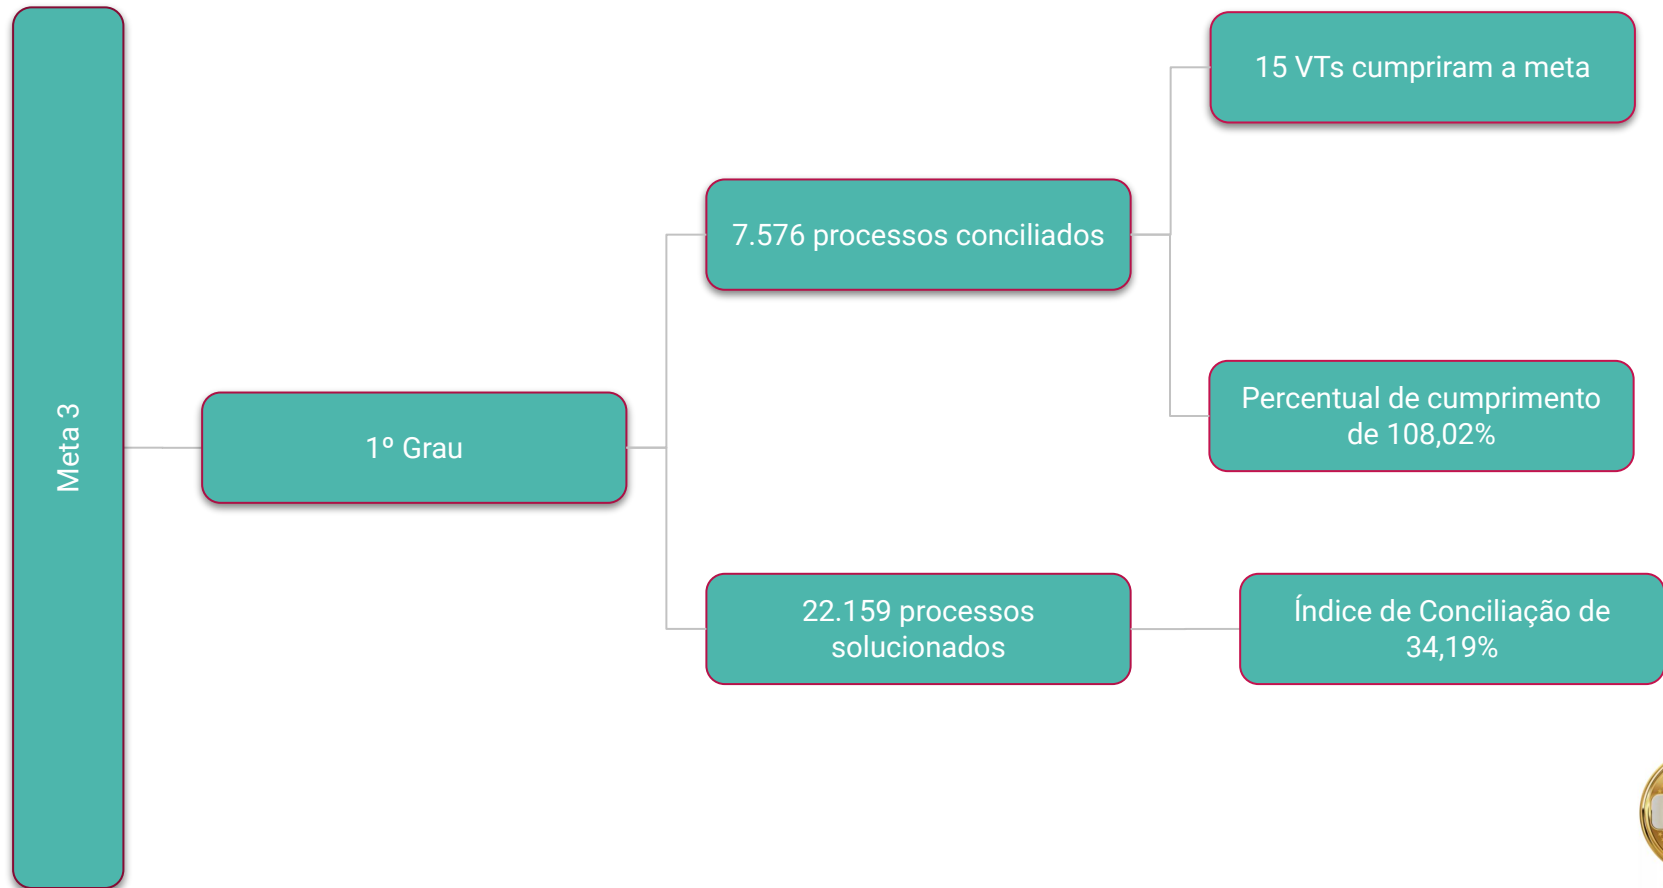 Meta 3
1º Grau
7.576 processos conciliados
15 VTs cumpriram a meta
Percentual de cumprimento
de 108,02%
22.159 processos
solucionados
Índice de Conciliação de
34,19%